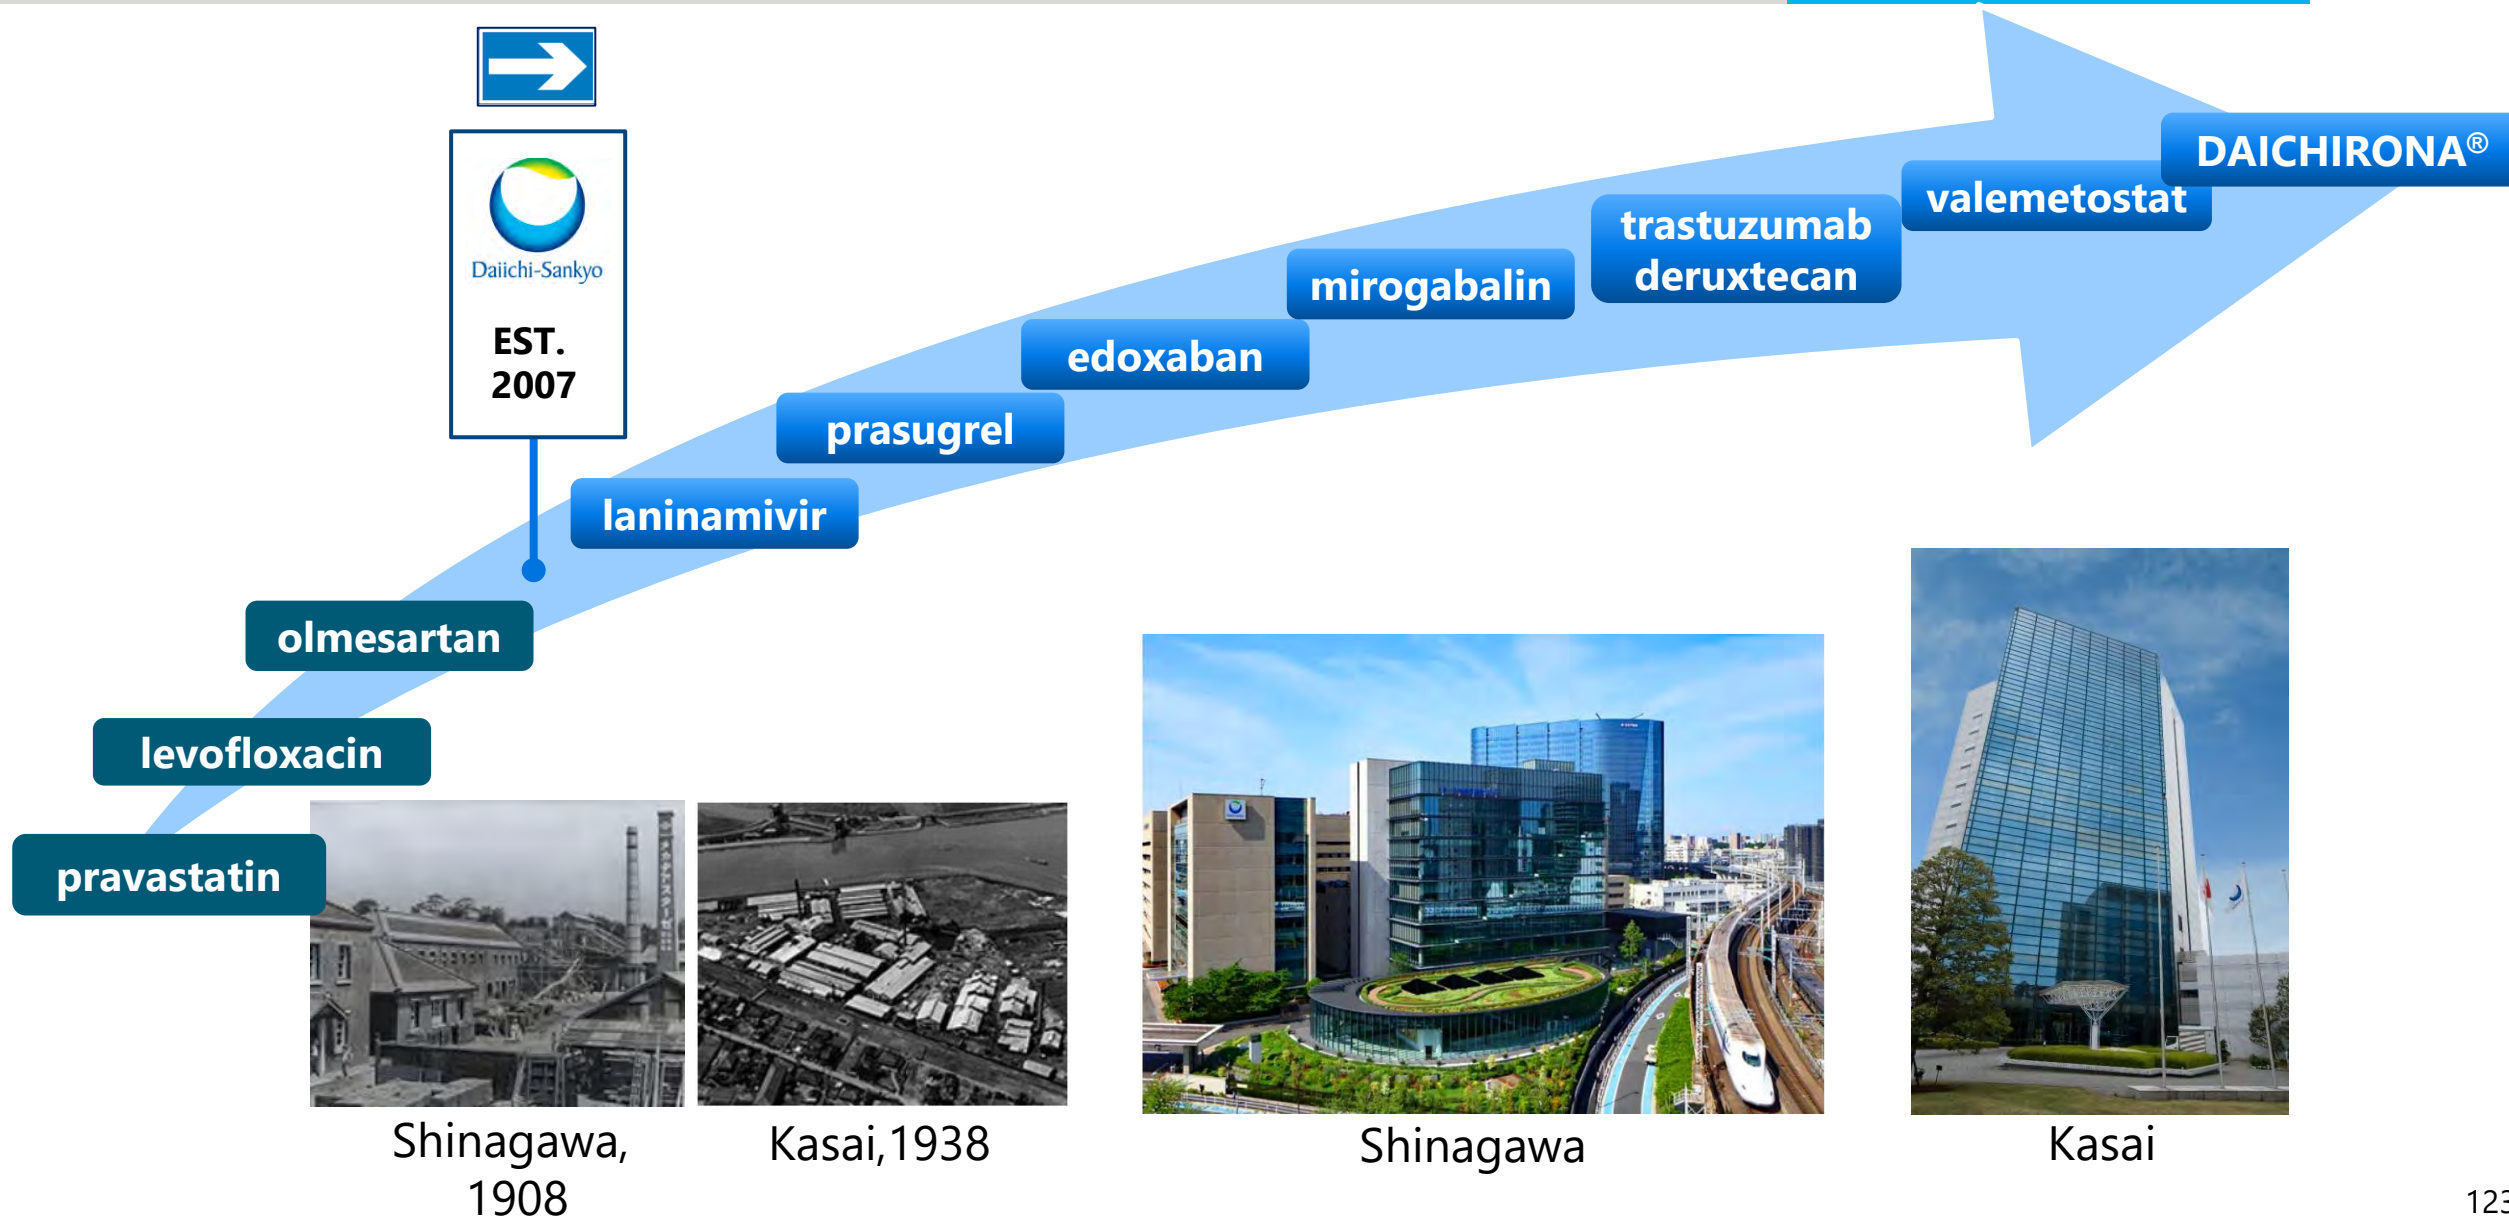 DAICHIRONA®
valemetostat
trastuzumab
deruxtecan
mirogabalin
edoxaban
prasugrel
laninamivir
Daiichi-Sankyo
EST.
2007
olmesartan
levofloxacin
pravastatin
Shinagawa,
1908
Kasai,1938
Shinagawa
Kasai
123